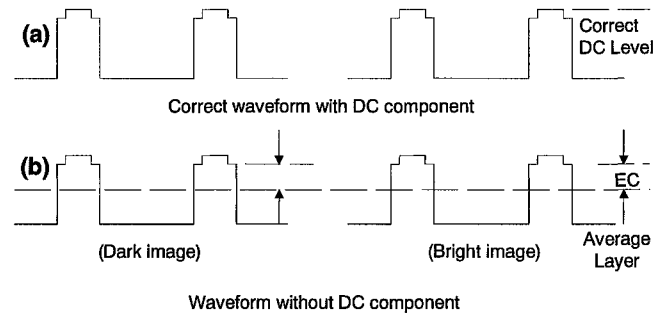 (a)
Correct
DC Level
Correct waveform with DC component
(b)
EC
(Dark image)
(Bright image)
Average
Layer
Waveform without DC component